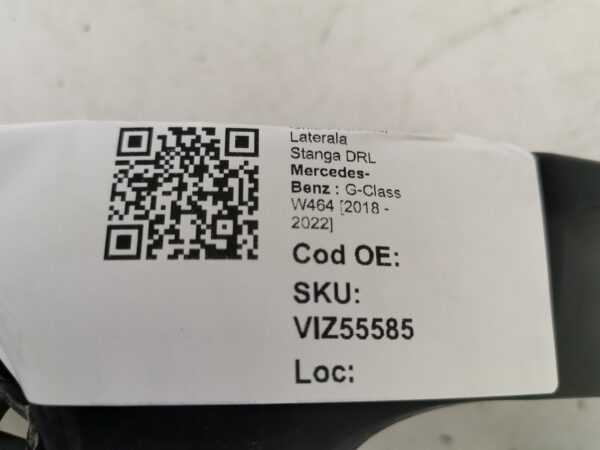 Laterala
Stanga DRL
Mercedes-
Benz : G-Class
W464 [2018 -
2022]
Cod OE:
SKU:
VIZ55585
Loc: